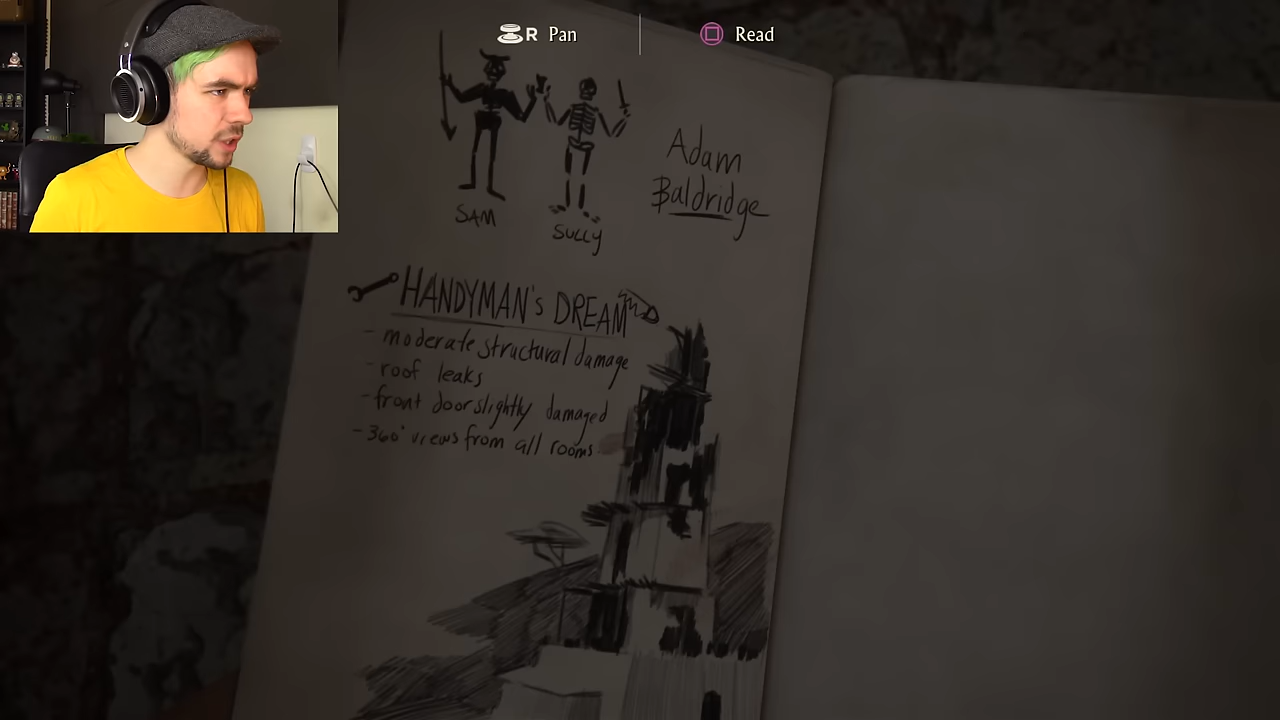 R Pan
Read
SAM
SULLY
Adam
Baldridge
HANDYMAN's DREAM
- moderate structural damage
- roof leaks
- front door slightly damaged
- 360° views from all rooms